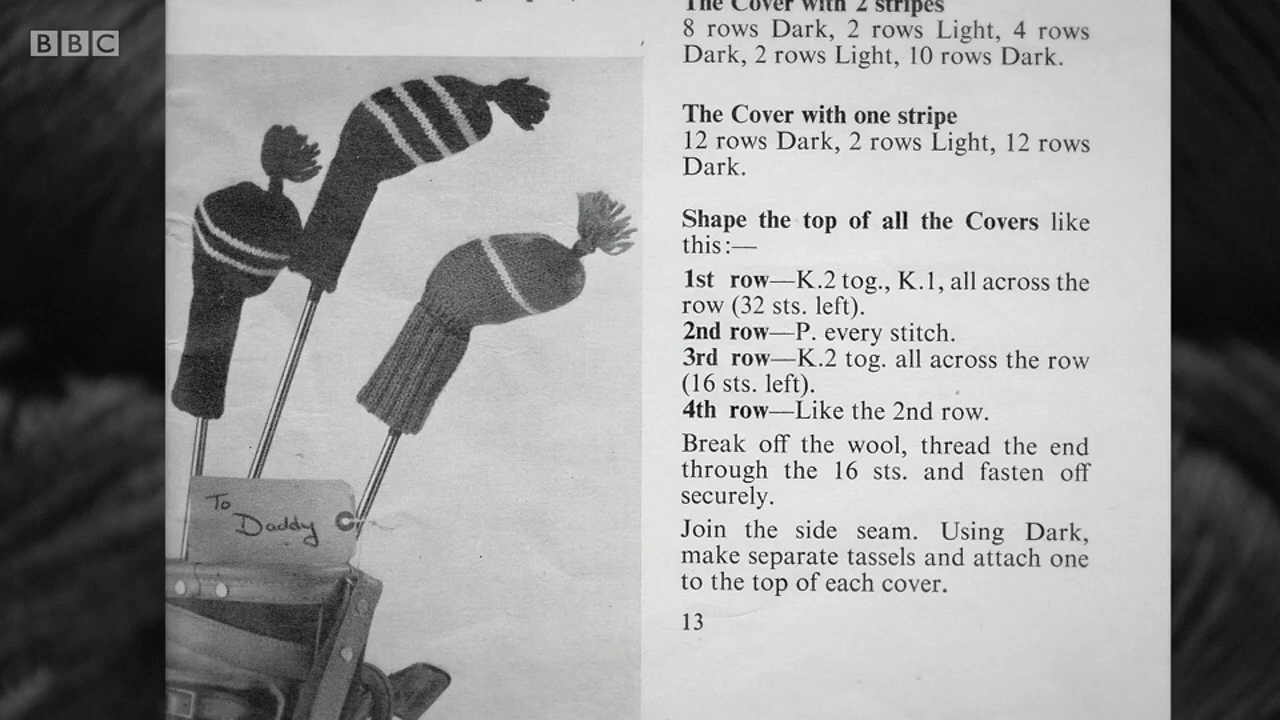 BBC
The Cover with 2 stripes
8 rows Dark, 2 rows Light, 4 rows
Dark, 2 rows Light, 10 rows Dark.
The Cover with one stripe
12 rows Dark, 2 rows Light, 12 rows
Dark.
Shape the top of all the Covers like
this:—
1st row—K.2 tog., K.1, all across the
row (32 sts. left).
2nd row—P. every stitch.
3rd row—K.2 tog. all across the row
(16 sts. left).
4th row—Like the 2nd row.
Break off the wool, thread the end
through the 16 sts. and fasten off
securely.
Join the side seam. Using Dark,
make separate tassels and attach one
to the top of each cover.
13
To
Daddy